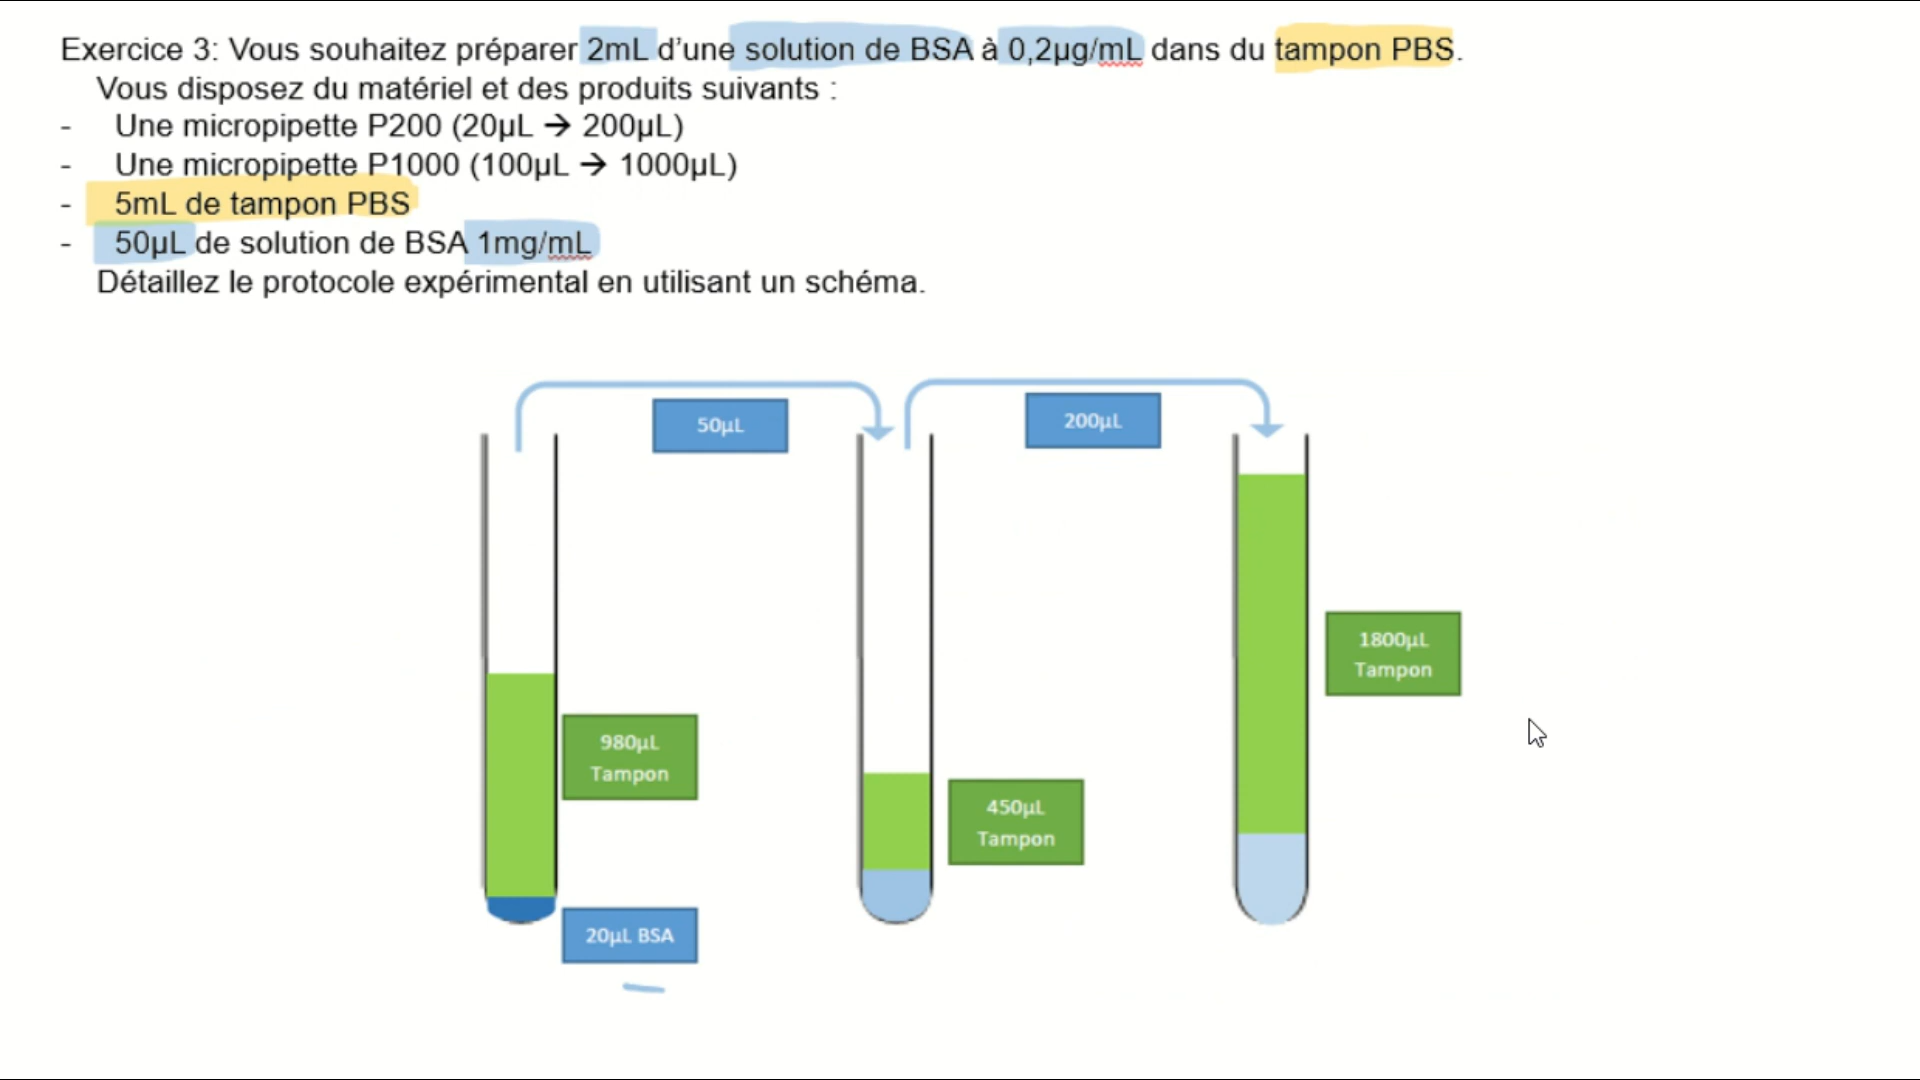 Exercice 3: Vous souhaitez préparer 2mL d’une solution de BSA à 0,2µg/mL dans du tampon PBS.
Vous disposez du matériel et des produits suivants :
- Une micropipette P200 (20µL → 200µL)
- Une micropipette P1000 (100µL → 1000µL)
- 5mL de tampon PBS
- 50µL de solution de BSA 1mg/mL
Détaillez le protocole expérimental en utilisant un schéma.
50µL
200µL
980µL
Tampon
20µL BSA
450µL
Tampon
1800µL
Tampon